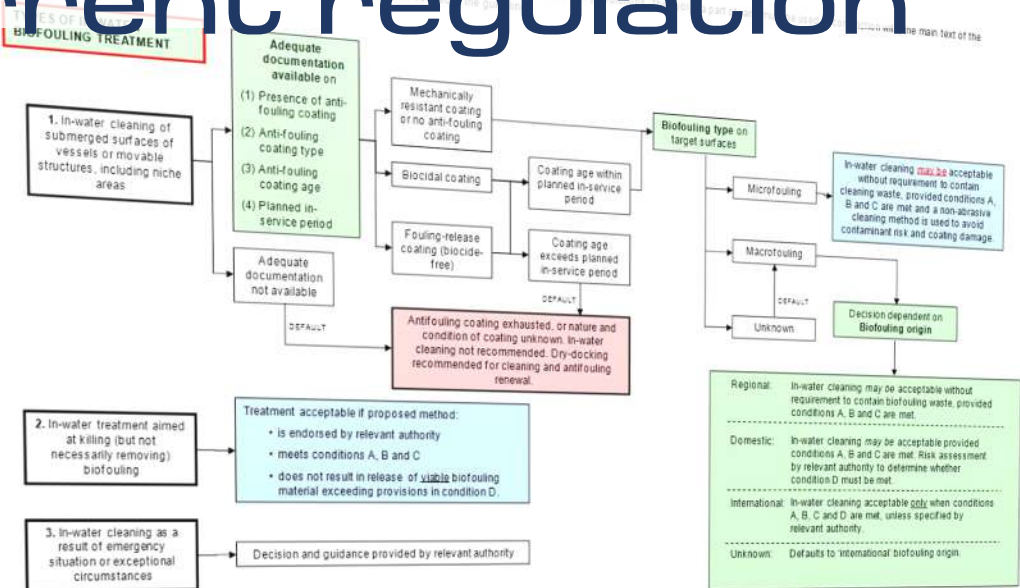 rent regulation
TYPES OF IN-WATER
BIOFOULING TREATMENT
main text of the
1. In-water cleaning of
submerged surfaces of
vessels or movable
structures, including niche
areas
Adequate
documentation
available on
(1) Presence of anti-
fouling coating
(2) Anti-fouling
coating type
(3) Anti-fouling
coating age
(4) Planned in-
service period
Adequate
documentation
not available
DEFAULT
Mechanically
resistant coating
or no anti-fouling
coating
Biocidal coating
Fouling-release
coating (biocide-
free)
Coating age within
planned in-service
period
Coating age
exceeds planned
in-service period
DEFAULT
Antifouling coating exhausted, or nature and
condition of coating unknown. In-water
cleaning not recommended. Dry-docking
recommended for cleaning and antifouling
renewal.
Biofouling type on
target surfaces
Microfouling
Macrofouling
DEFAULT
Unknown
In-water cleaning may be acceptable
without requirement to contain
cleaning waste, provided conditions A,
B and C are met and a non-abrasive
cleaning method is used to avoid
contaminant risk and coating damage.
Decision dependent on
Biofouling origin
Regional: In-water cleaning may be acceptable without
requirement to contain biofouling waste, provided
conditions A, B and C are met.
Domestic: In-water cleaning may be acceptable provided
conditions A, B and C are met. Risk assessment
by relevant authority to determine whether
condition D must be met.
International: In-water cleaning acceptable only when conditions
A, B, C and D are met, unless specified by
relevant authority.
Unknown: Defaults to 'international' biofouling origin.
2. In-water treatment aimed
at killing (but not
necessarily removing)
biofouling
Treatment acceptable if proposed method:
• is endorsed by relevant authority
• meets conditions A, B and C
• does not result in release of viable biofouling
material exceeding provisions in condition D.
3. In-water cleaning as a
result of emergency
situation or exceptional
circumstances
Decision and guidance provided by relevant authority